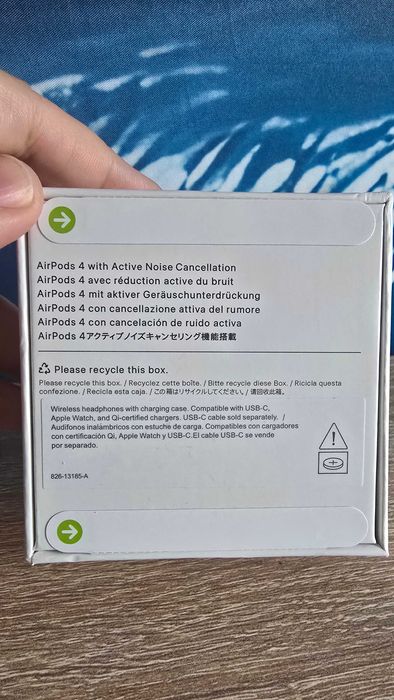 AirPods 4 with Active Noise Cancellation
AirPods 4 avec réduction active du bruit
AirPods 4 mit aktiver Geräuschunterdrückung
AirPods 4 con cancellazione attiva del rumore
AirPods 4 con cancelación de ruido activa
AirPods 4アクティブノイズキャンセリング機能搭載
Please recycle this box.
Please recycle this box. / Recyclez cette boîte. / Bitte recycle diese Box. / Ricicla questa
confezione. / Recicla esta caja. / この箱はリサイクルしてください。/ 请回收此箱。
Wireless headphones with charging case. Compatible with USB-C,
Apple Watch, and Qi-certified chargers. USB-C cable sold separately. /
Audífonos inalámbricos con estuche de carga. Compatibles con cargadores
con certificación Qi, Apple Watch y USB-C.El cable USB-C se vende
por separado.
826-13185-A